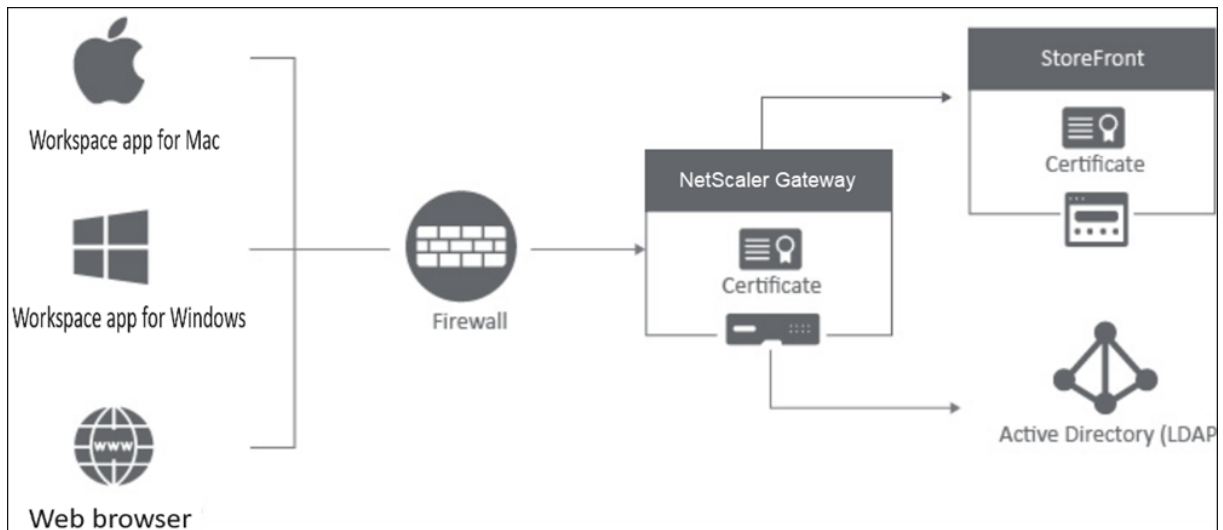 Workspace app for Mac
Workspace app for Windows
www
Web browser
Firewall
NetScaler Gateway
Certificate
StoreFront
Certificate
Active Directory (LDAP